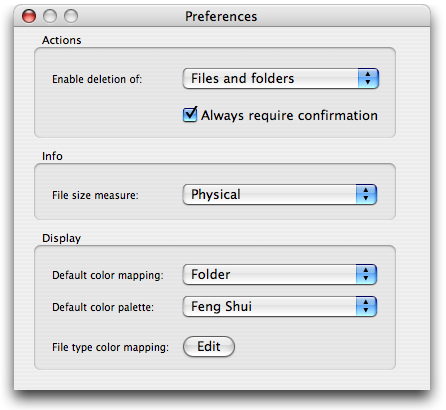 Preferences
Actions
Enable deletion of: Files and folders
Always require confirmation
Info
File size measure: Physical
Display
Default color mapping: Folder
Default color palette: Feng Shui
File type color mapping: Edit